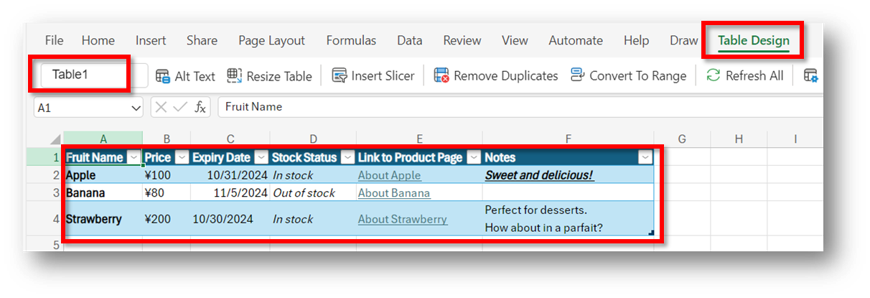 File Home Insert Share Page Layout Formulas Data Review View Automate Help Draw Table Design
Table1 Alt Text Resize Table Insert Slicer Remove Duplicates Convert To Range Refresh All
A1 fx Fruit Name
A B C D E F G H I
1 Fruit Name Price Expiry Date Stock Status Link to Product Page Notes
2 Apple ¥100 10/31/2024 In stock About Apple Sweet and delicious!
3 Banana ¥80 11/5/2024 Out of stock About Banana
4 Strawberry ¥200 10/30/2024 In stock About Strawberry Perfect for desserts.
How about in a parfait?
5